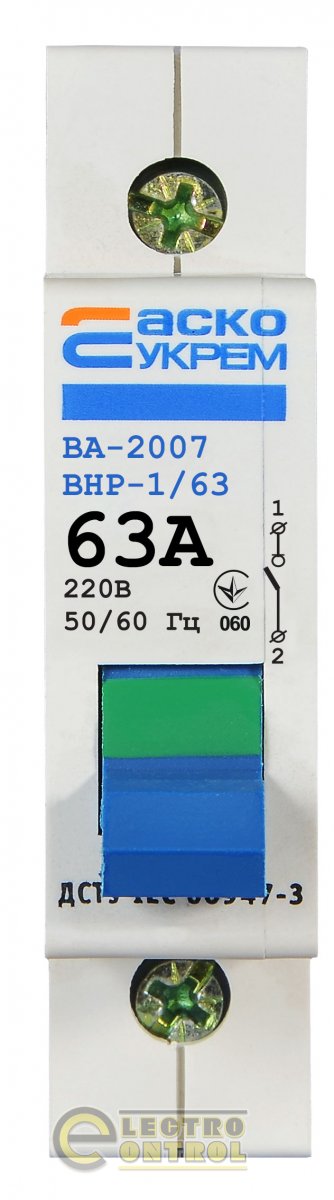 аско
УКРЕМ
ВА-2007
ВНР-1/63
63А
1
220В
50/60 Гц
060
2
ДСТУ IEC 60947-3
ELECTRO
CONTROL